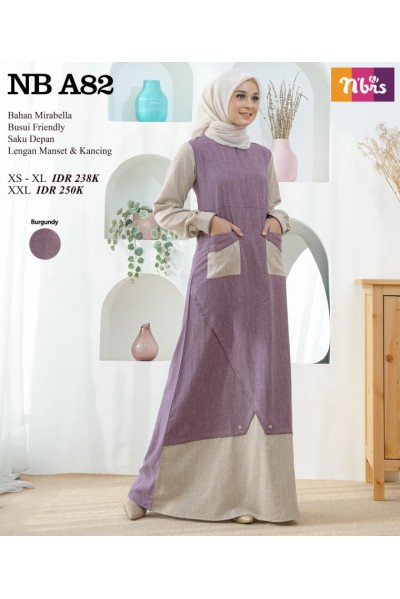 NB A82
n'brs
Bahan Mirabella
Busui Friendly
Saku Depan
Lengan Manset & Kancing
XS - XL IDR 238K
XXL IDR 250K
Burgundy